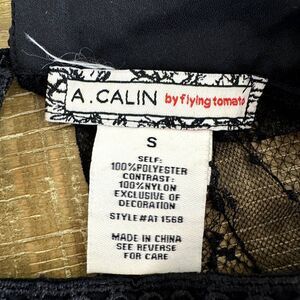 A.CALIN by flying tomato
S
SELF:
100%POLYESTER
CONTRAST:
100%NYLON
EXCLUSIVE OF
DECORATION
STYLE#AT 1568
MADE IN CHINA
SEE REVERSE
FOR CARE